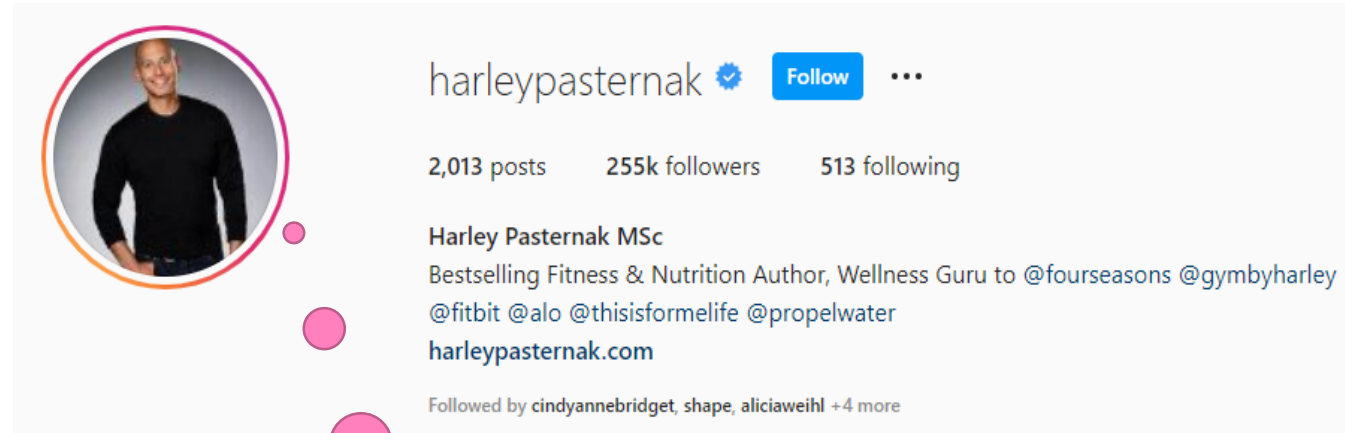 harleypasternak Follow
2,013 posts 255k followers 513 following
Harley Pasternak MSc
Bestselling Fitness & Nutrition Author, Wellness Guru to @fourseasons @gymbyharley
@fitbit @alo @thisisformelife @propelwater
harleypasternak.com
Followed by cindyannebridget, shape, aliciaweihl +4 more